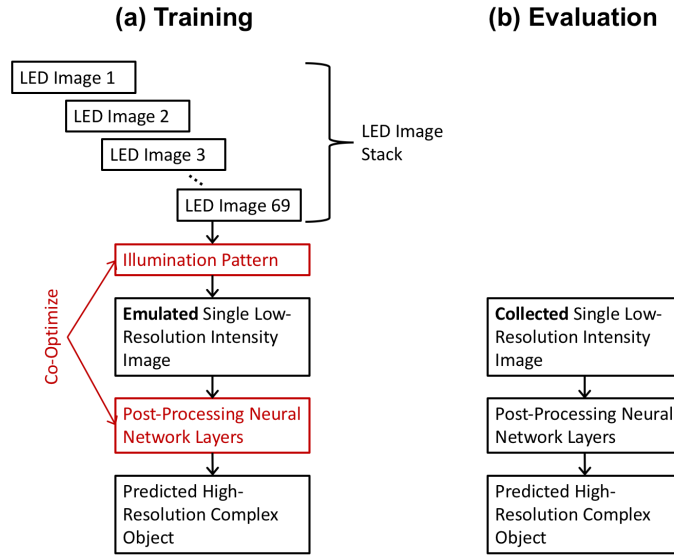 (a) Training
LED Image 1
LED Image 2
LED Image 3
LED Image 69
LED Image
Stack
Illumination Pattern
Co-Optimize
Emulated Single Low-
Resolution Intensity
Image
Post-Processing Neural
Network Layers
Predicted High-
Resolution Complex
Object
(b) Evaluation
Collected Single Low-
Resolution Intensity
Image
Post-Processing Neural
Network Layers
Predicted High-
Resolution Complex
Object